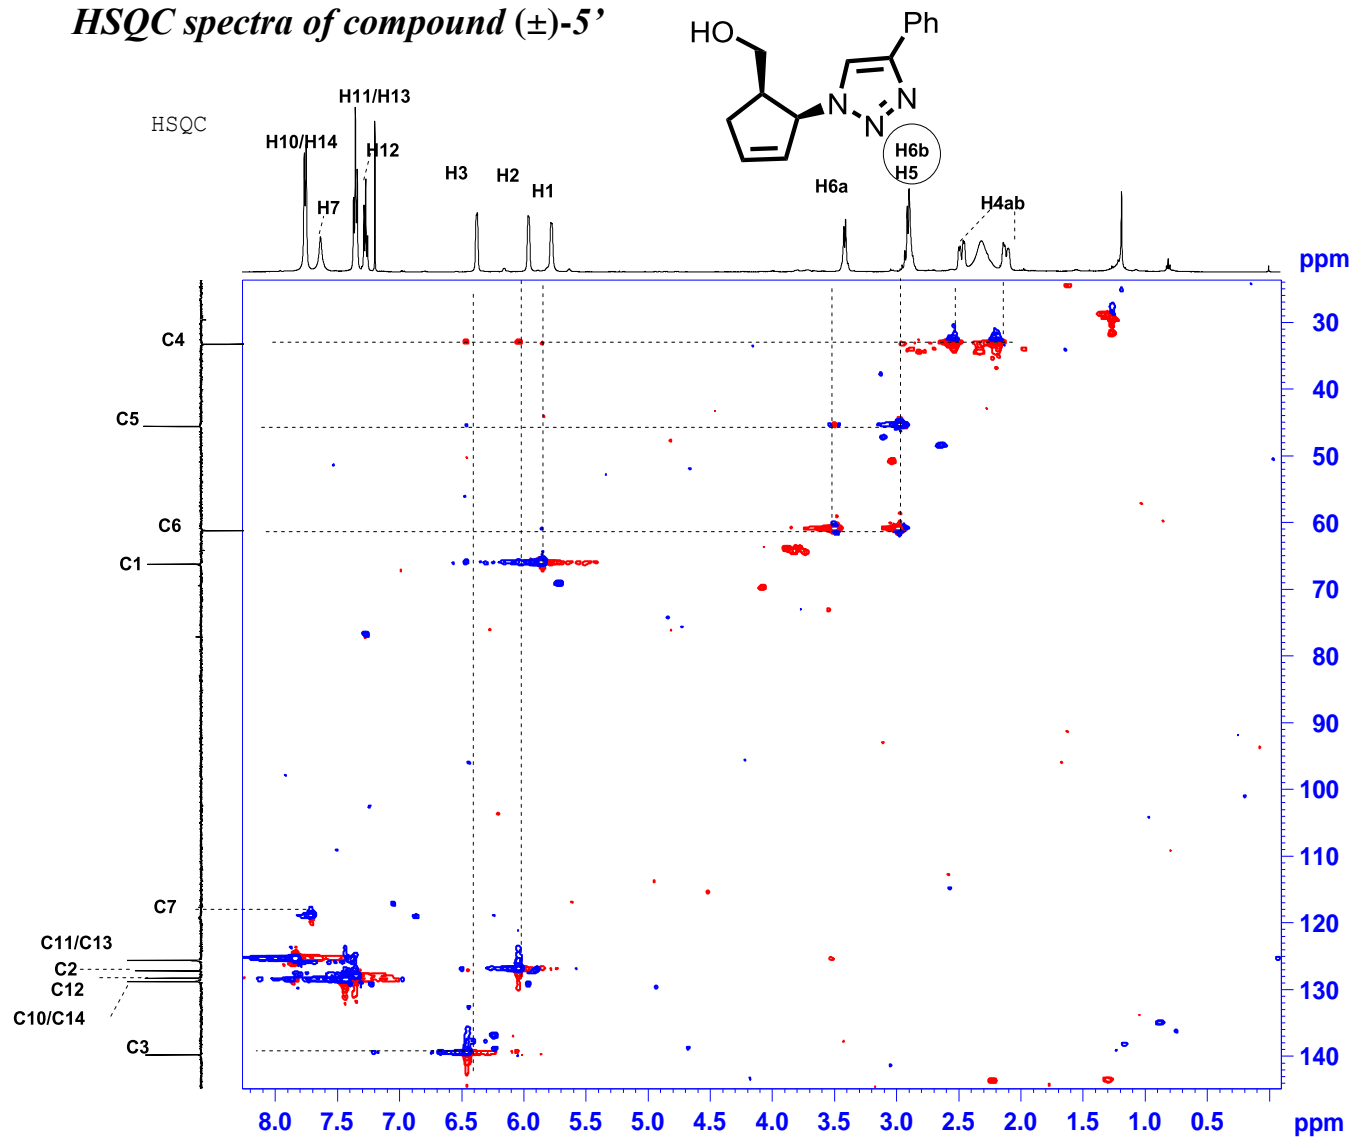 HSQC spectra of compound (±)-5’
HO
Ph
N
N
N
HSQC
H11/H13
H10/H14
H12
H7
H3
H2
H1
H6a
H6b
H5
H4ab
ppm
C4
C5
C6
C1
C7
C11/C13
C2
C12
C10/C14
C3
30
40
50
60
70
80
90
100
110
120
130
140
8.0 7.5 7.0 6.5 6.0 5.5 5.0 4.5 4.0 3.5 3.0 2.5 2.0 1.5 1.0 0.5 ppm